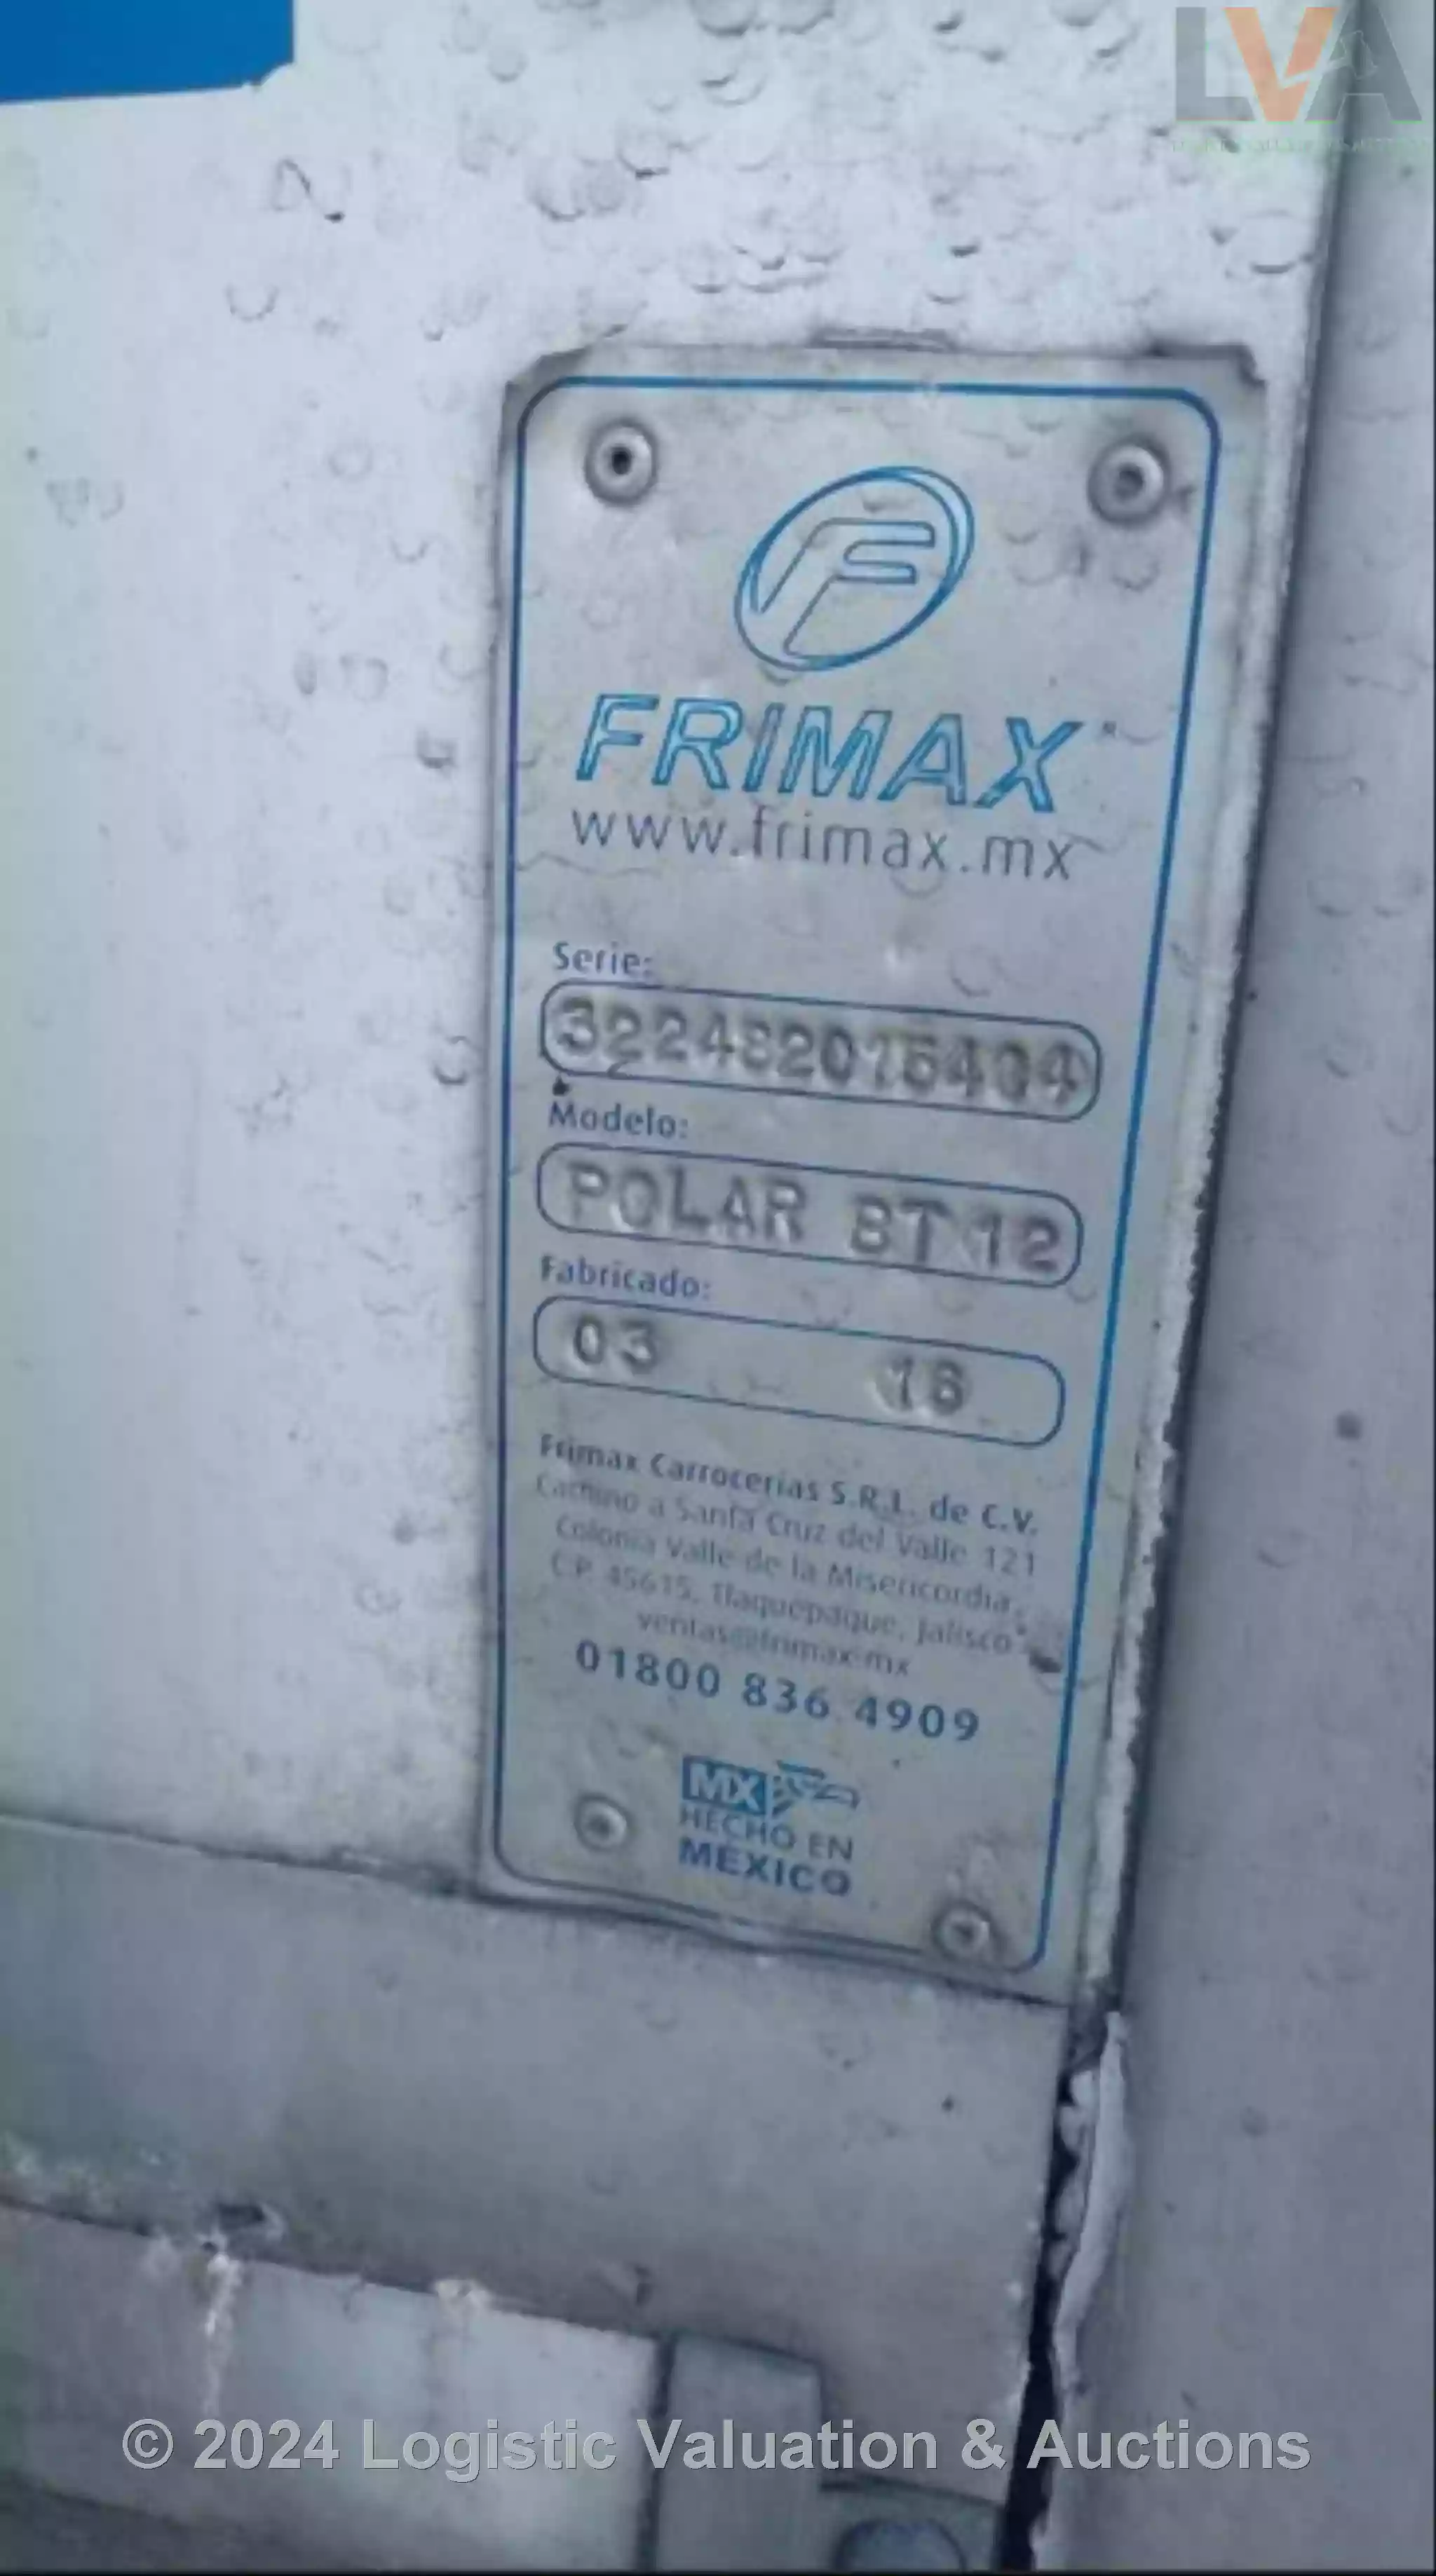 LVA
FRIMAX
www.frimax.mx
Serie:
Modelo:
POLAR BT 12
Fabricado:
03 16
Frimax Carrocerias S.R.L. de C.V.
Camino a Santa Cruz del Valle 121
Colonia Valle de la Misericordia,
C.P. 45615, Tlaquepaque, Jalisco
ventas@frimax.mx
01800 836 4909
MX
HECHO EN
MÉXICO
© 2024 Logistic Valuation & Auctions